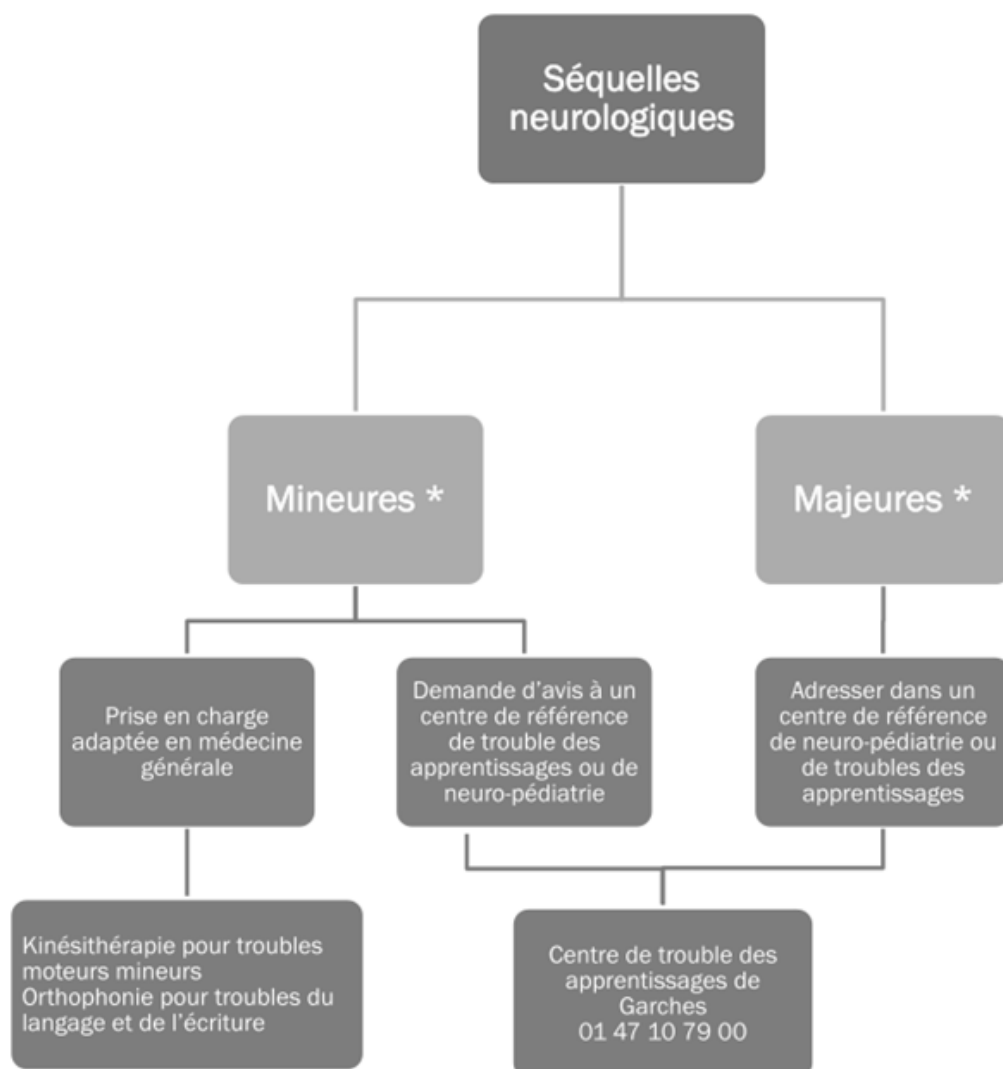 Séquelles
neurologiques
Mineures *
Majeures *
Prise en charge
adaptée en médecine
générale
Demande d'avis à un
centre de référence
de trouble des
apprentissages ou de
neuro-pédiatrie
Adresser dans un
centre de référence
de neuro-pédiatrie ou
de troubles des
apprentissages
Kinésithérapie pour troubles
moteurs mineurs
Orthophonie pour troubles du
langage et de l'écriture
Centre de trouble des
apprentissages de
Garches
01 47 10 79 00